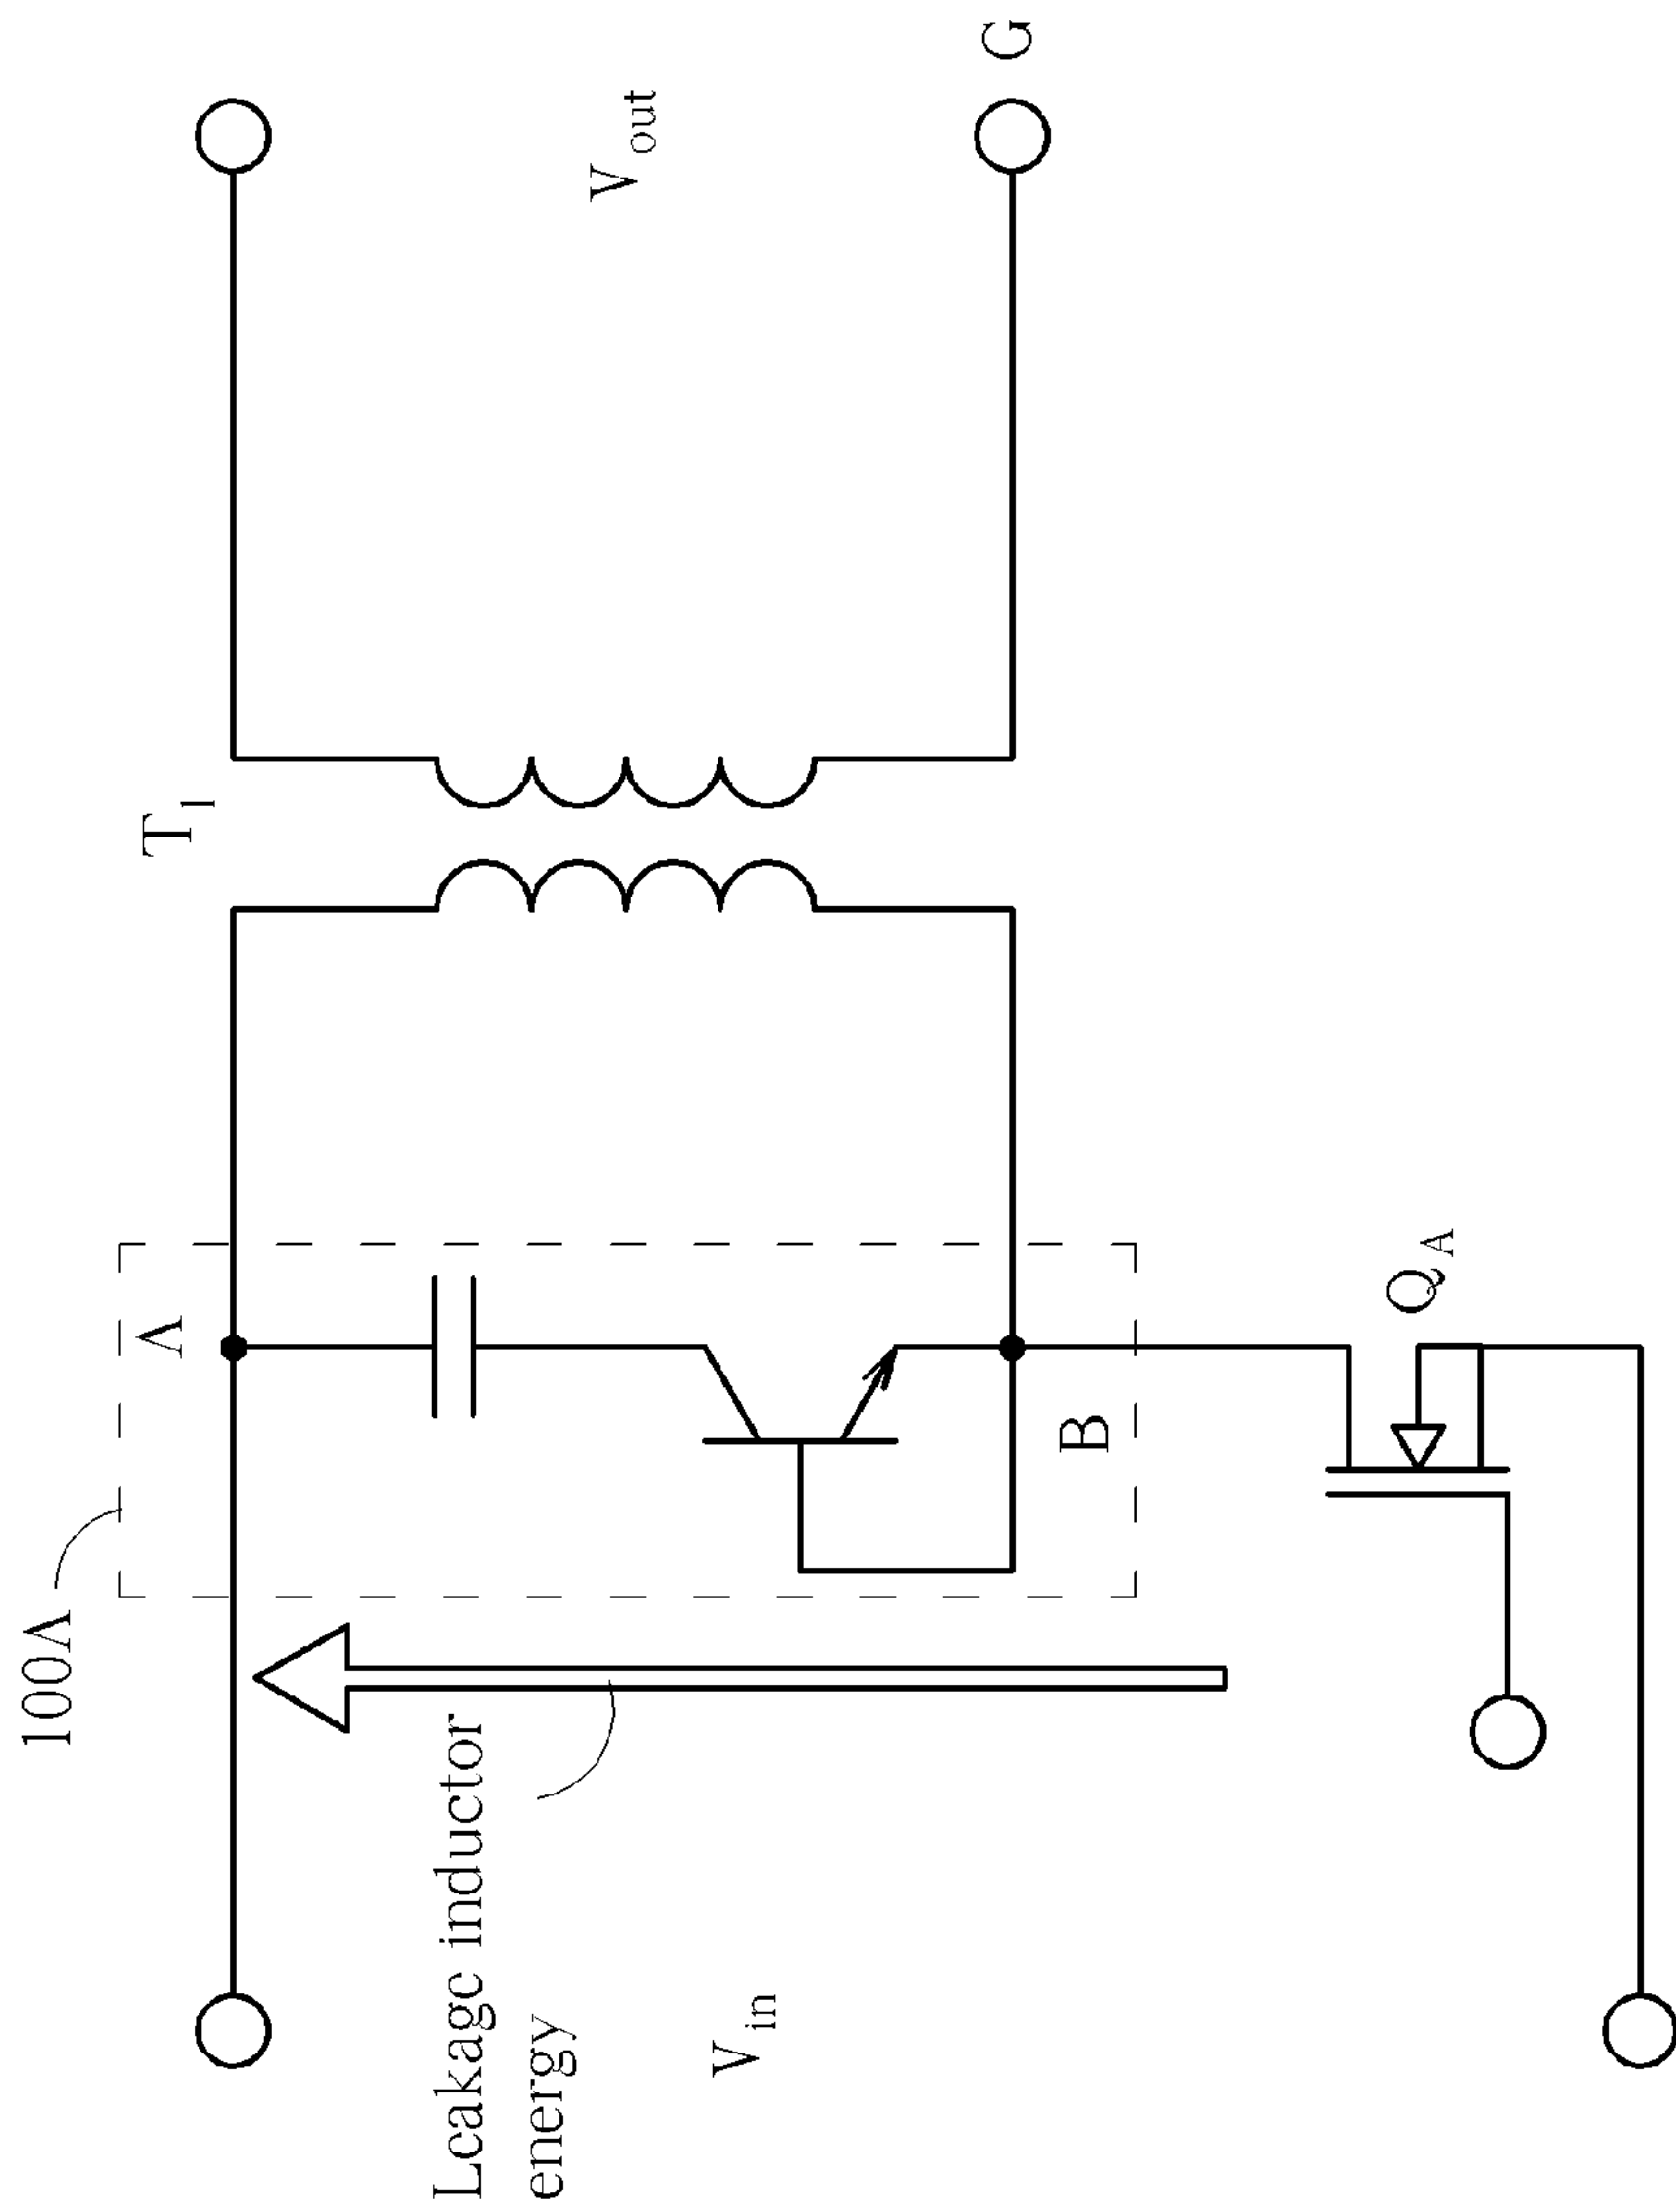 100A
A
T1
Leakage inductor
energy
Vin
Vout
B
G
QA